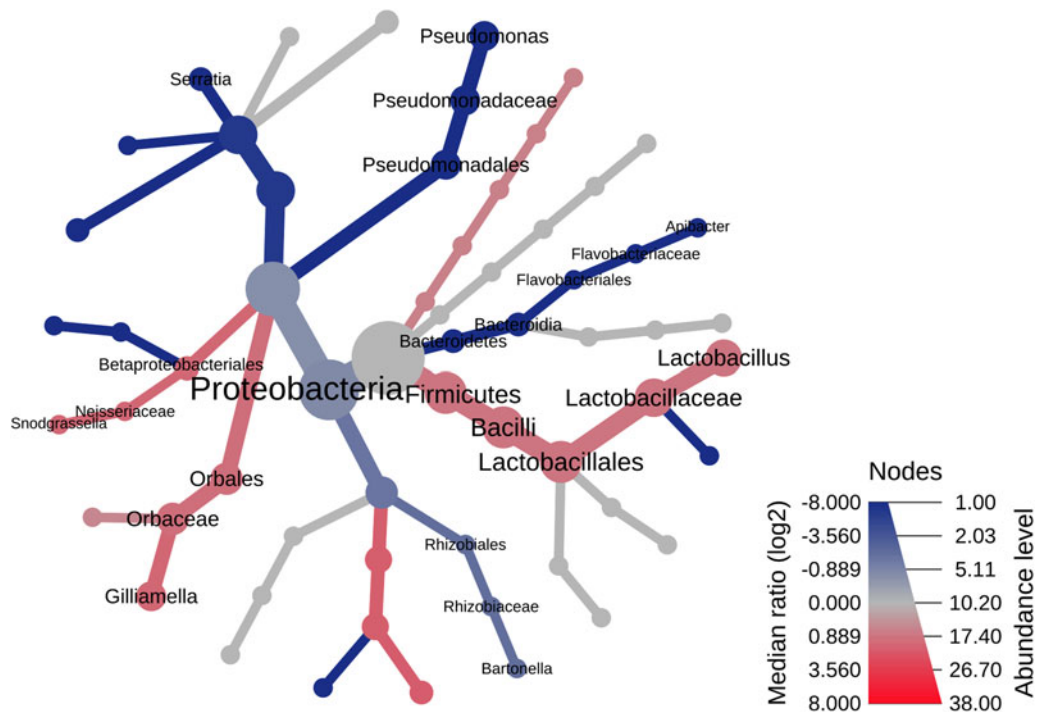 Pseudomonas
Serratia
Pseudomonadaceae
Pseudomonadales
Apibacter
Flavobacteriaceae
Flavobacteriales
Bacteroidia
Bacteroidetes
Betaproteobacteriales
Lactobacillus
Proteobacteria
Firmicutes
Lactobacillaceae
Neisseriaceae
Snodgrassella
Bacilli
Lactobacillales
Orbales
Orbaceae
Gilliamella
Rhizobiales
Rhizobiaceae
Bartonella
Nodes
Median ratio (log2)
Abundance level
-8.000 1.00
-3.560 2.03
-0.889 5.11
0.000 10.20
0.889 17.40
3.560 26.70
8.000 38.00